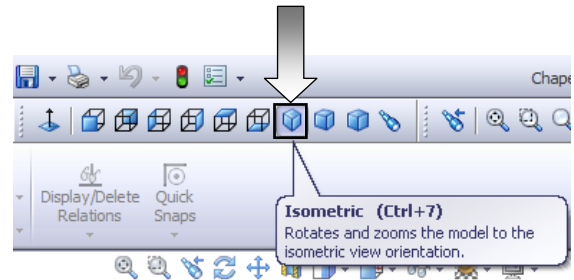 Chape
Display/Delete Quick
Relations Snaps
Isometric (Ctrl+7)
Rotates and zooms the model to the
isometric view orientation.